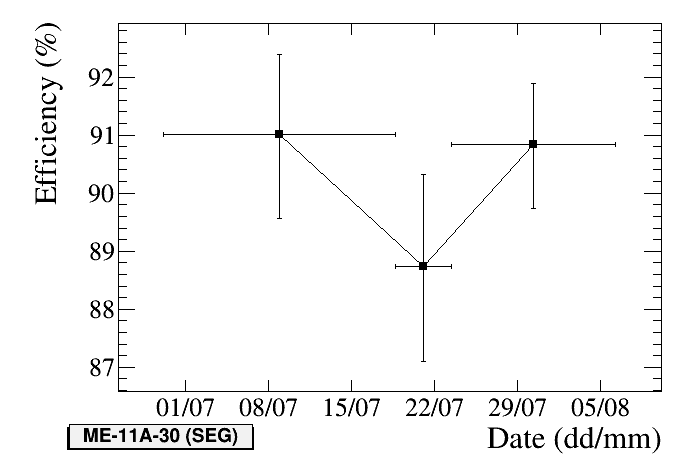 Efficiency (%)
92
91
90
89
88
87
01/07 08/07 15/07 22/07 29/07 05/08
ME-11A-30 (SEG)
Date (dd/mm)